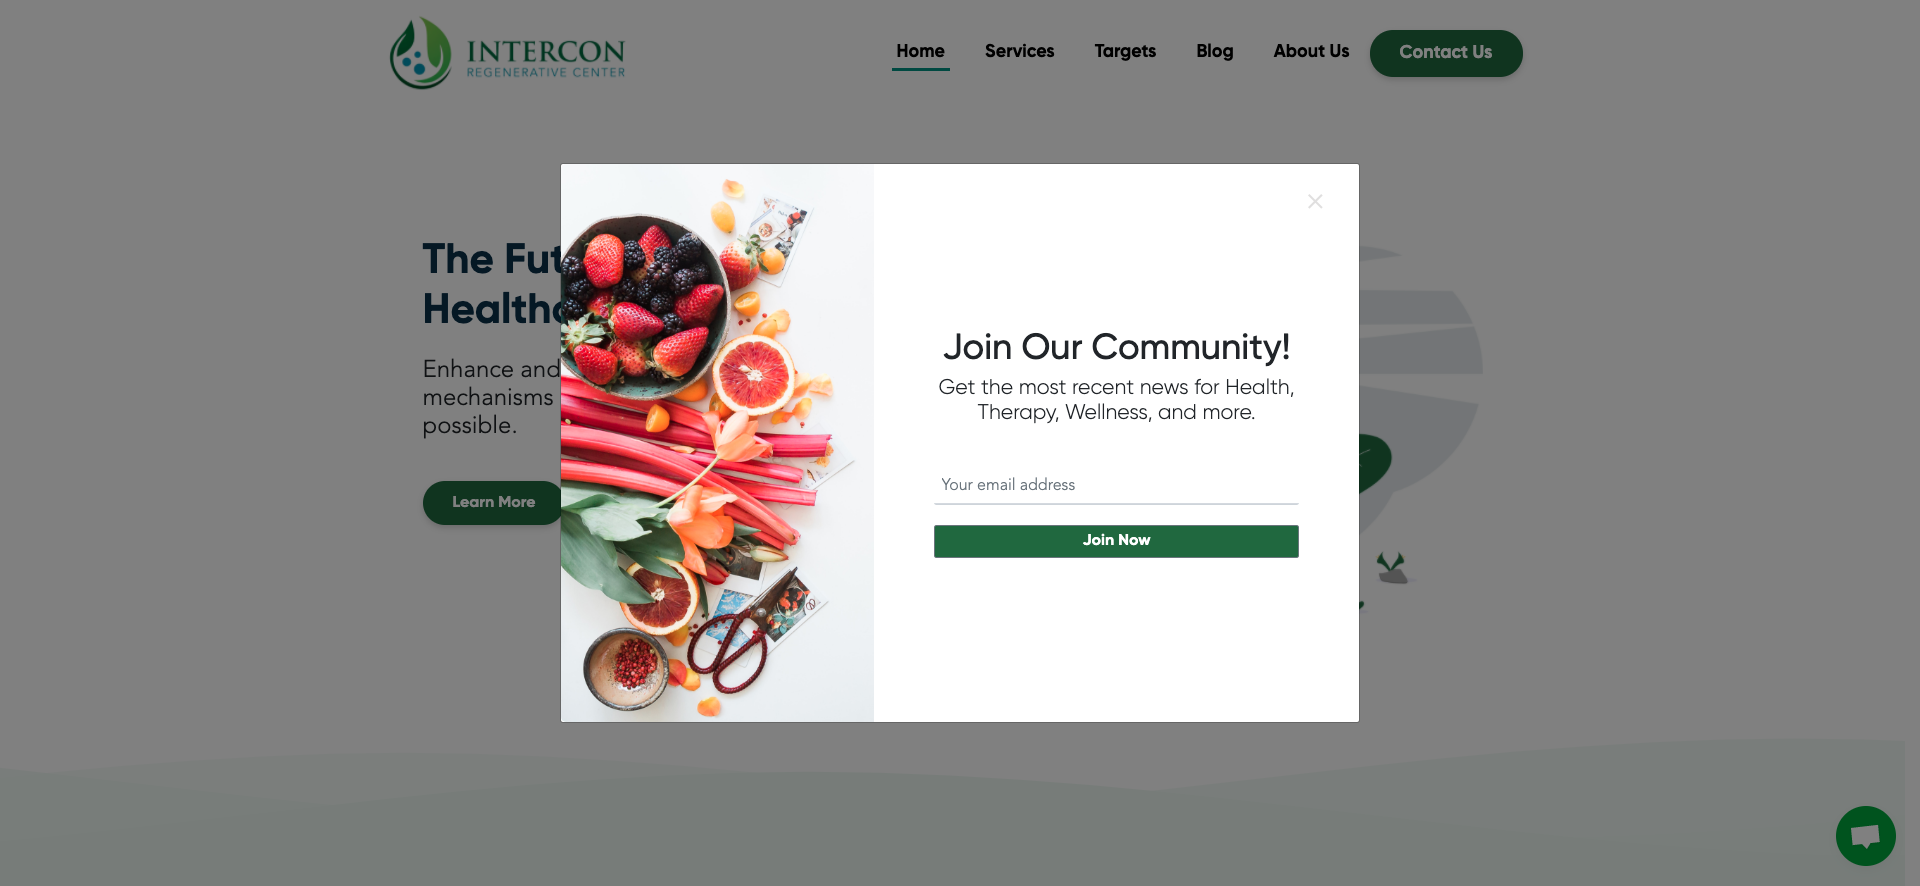 INTERCON
REGENERATIVE CENTER
Home
Services
Targets
Blog
About Us
Contact Us
The Fut
Healthc
Enhance and
mechanisms
possible.
Learn More
Join Our Community!
Get the most recent news for Health,
Therapy, Wellness, and more.
Your email address
Join Now